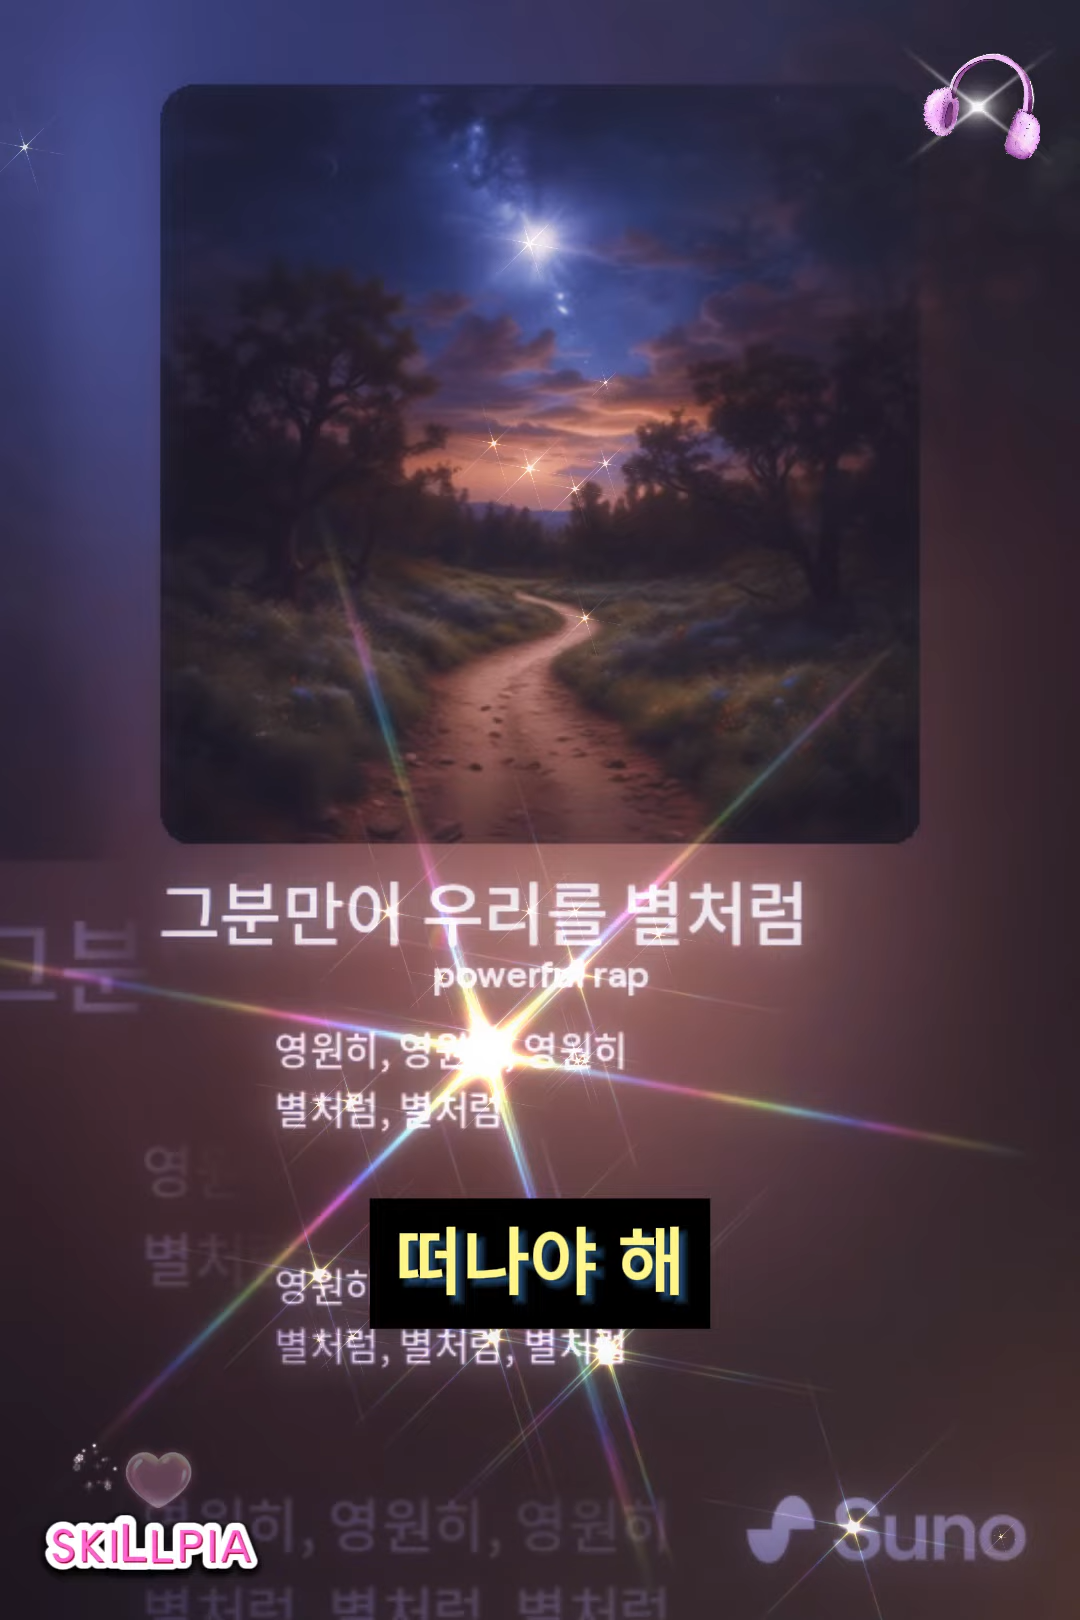 그분만이 우리를 별처럼
powerful rap
영원히, 영원히, 영원히
별처럼, 별처럼
떠나야 해
영원히
별처럼, 별처럼, 별처럼
영원히, 영원히
SKILLPIA
Suno